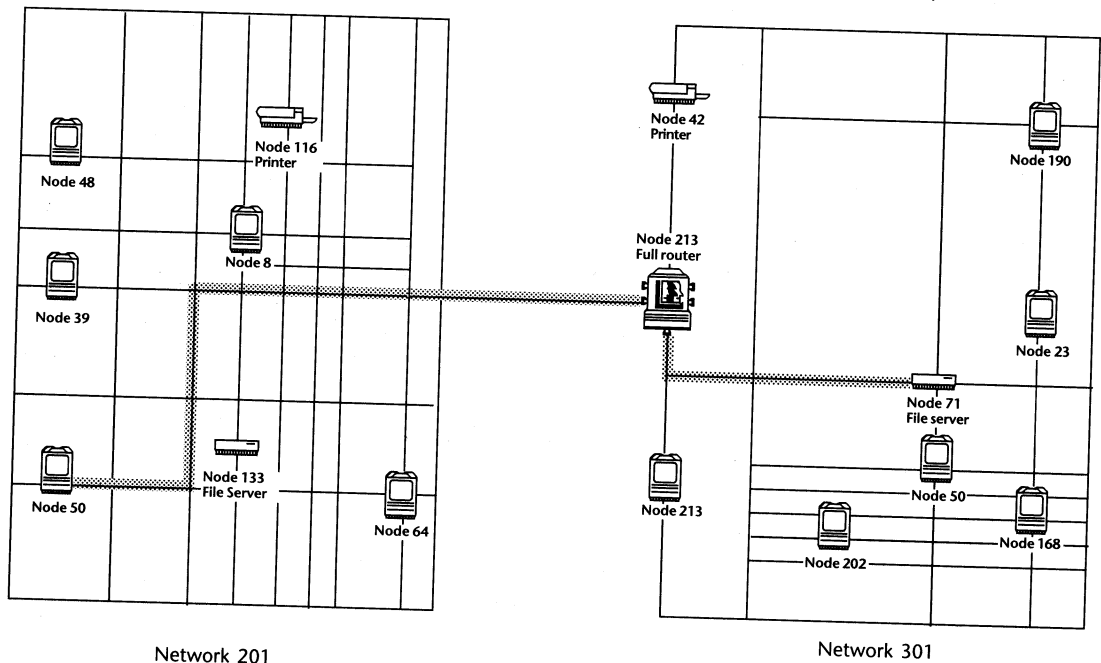 Node 116
Printer
Node 48
Node 8
Node 39
Node 133
File Server
Node 50
Node 64
Network 201
Node 42
Printer
Node 190
Node 213
Full router
Node 23
Node 71
File server
Node 50
Node 213
Node 168
Node 202
Network 301